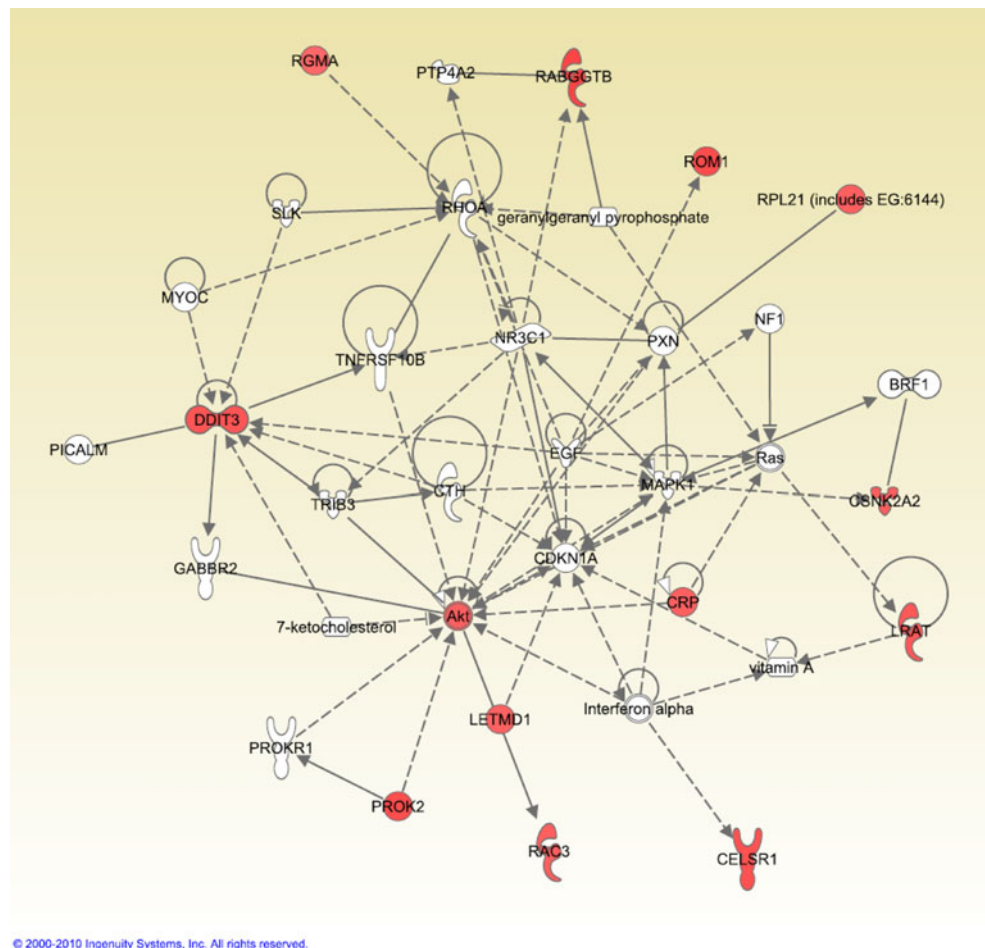 RGMA
PTP4A2
RABGGTB
ROM1
RPL21 (includes EG:6144)
SLK
RHOA
geranylgeranyl pyrophosphate
MYOC
NF1
NR3C1
PXN
TNFRSF10B
BRF1
DDIT3
PICALM
EGF
Ras
MAPK1
CTH
TRIB3
CSNK2A2
CDKN1A
GABBR2
CRP
Akt
7-ketocholesterol
LRAT
vitamin A
Interferon alpha
LETMD1
PROKR1
PROK2
RAC3
CELSR1
© 2000-2010 Ingenuity Systems, Inc. All rights reserved.